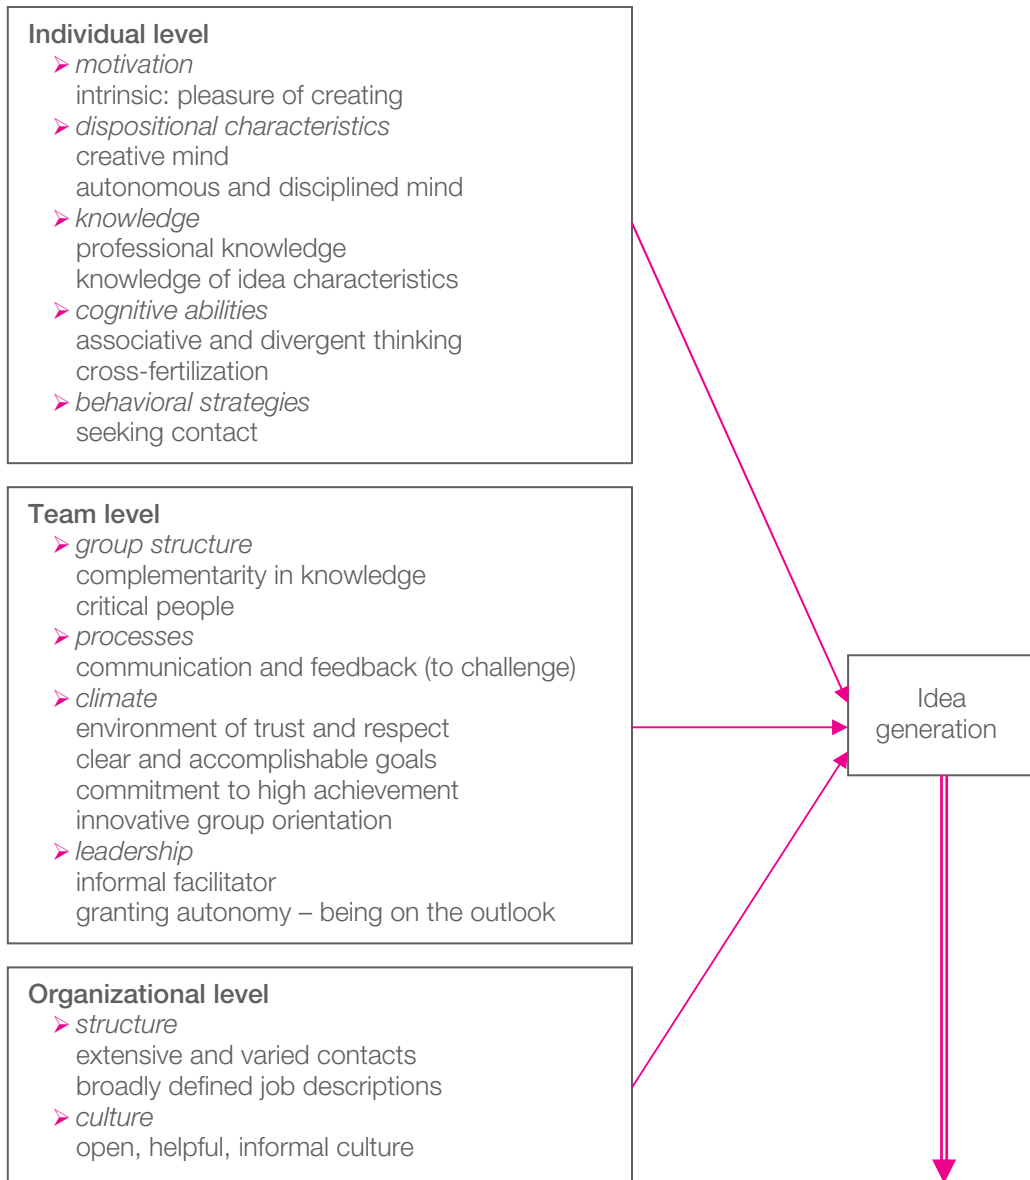 Individual level
➢ motivation
intrinsic: pleasure of creating
➢ dispositional characteristics
creative mind
autonomous and disciplined mind
➢ knowledge
professional knowledge
knowledge of idea characteristics
➢ cognitive abilities
associative and divergent thinking
cross-fertilization
➢ behavioral strategies
seeking contact
Team level
➢ group structure
complementarity in knowledge
critical people
➢ processes
communication and feedback (to challenge)
➢ climate
environment of trust and respect
clear and accomplishable goals
commitment to high achievement
innovative group orientation
➢ leadership
informal facilitator
granting autonomy – being on the outlook
Organizational level
➢ structure
extensive and varied contacts
broadly defined job descriptions
➢ culture
open, helpful, informal culture
Idea
generation